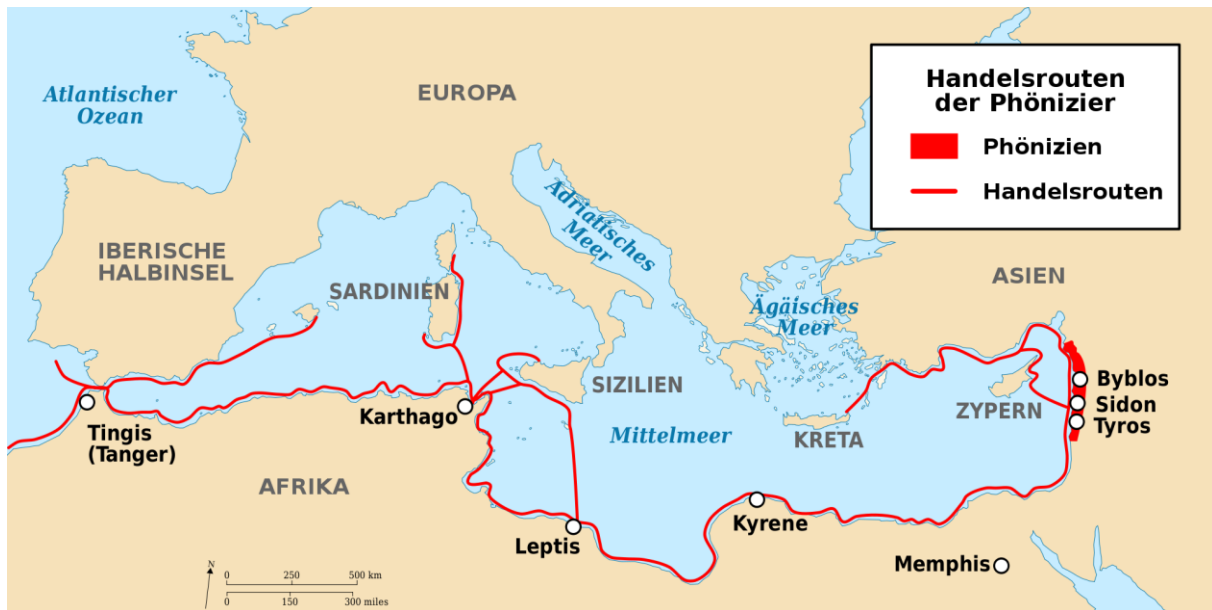 Atlantischer
Ozean
EUROPA
Handelsrouten
der Phönizier
Phönizien
Handelsrouten
Adriatisches
Meer
IBERISCHE
HALBINSEL
SARDINIEN
ASIEN
Ägäisches
Meer
SIZILIEN
Byblos
Sidon
Tyros
ZYPERN
Karthago
Tingis
(Tanger)
Mittelmeer
KRETA
AFRIKA
Kyrene
Leptis
Memphis
N
0 250 500 km
0 150 300 miles